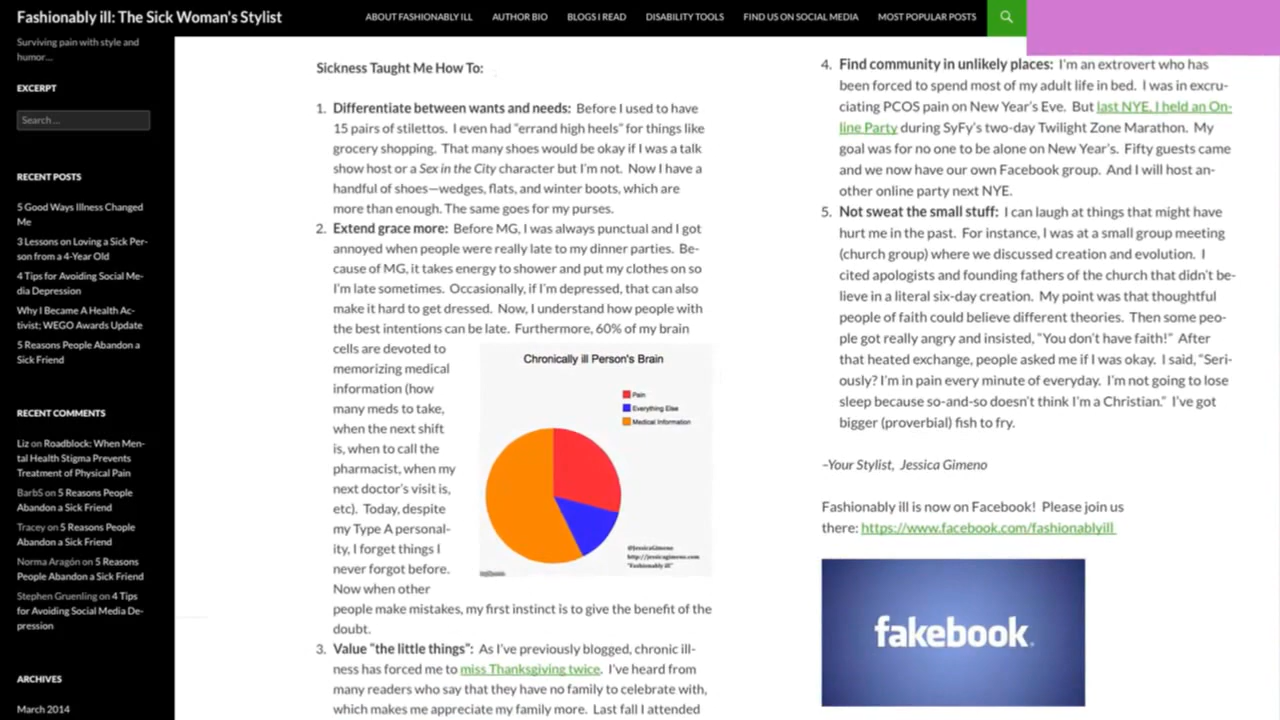 Fashionably ill: The Sick Woman's Stylist
ABOUT FASHIONABLY ILL
AUTHOR BIO
BLOGS I READ
DISABILITY TOOLS
FIND US ON SOCIAL MEDIA
MOST POPULAR POSTS
Surviving pain with style and
humor…
EXCERPT
Search …
RECENT POSTS
5 Good Ways Illness Changed
Me
3 Lessons on Loving a Sick Per-
son from a 4-Year Old
4 Tips for Avoiding Social Me-
dia Depression
Why I Became A Health Ac-
tivist; WEGO Awards Update
5 Reasons People Abandon a
Sick Friend
RECENT COMMENTS
Liz on Roadblock: When Men-
tal Health Stigma Prevents
Treatment of Physical Pain
BarbS on 5 Reasons People
Abandon a Sick Friend
Tracey on 5 Reasons People
Abandon a Sick Friend
Norma Aragón on 5 Reasons
People Abandon a Sick Friend
Stephen Gruenling on 4 Tips
for Avoiding Social Media De-
pression
ARCHIVES
March 2014
Sickness Taught Me How To:
1. Differentiate between wants and needs: Before I used to have
15 pairs of stilettos. I even had "errand high heels" for things like
grocery shopping. That many shoes would be okay if I was a talk
show host or a Sex in the City character but I'm not. Now I have a
handful of shoes—wedges, flats, and winter boots, which are
more than enough. The same goes for my purses.
2. Extend grace more: Before MG, I was always punctual and I got
annoyed when people were really late to my dinner parties. Be-
cause of MG, it takes energy to shower and put my clothes on so
I'm late sometimes. Occasionally, if I'm depressed, that can also
make it hard to get dressed. Now, I understand how people with
the best intentions can be late. Furthermore, 60% of my brain
cells are devoted to
memorizing medical
information (how
many meds to take,
when the next shift
is, when to call the
pharmacist, when my
next doctor's visit is,
etc). Today, despite
my Type A personal-
ity, I forget things I
never forgot before.
Now when other
people make mistakes, my first instinct is to give the benefit of the
doubt.
Chronically ill Person's Brain
Pain
Everything Else
Medical Information
@JessicaGimeno
http://jessicagimeno.com
"Fashionably ill"
3. Value "the little things": As I've previously blogged, chronic ill-
ness has forced me to miss Thanksgiving twice. I've heard from
many readers who say that they have no family to celebrate with,
which makes me appreciate my family more. Last fall I attended
4. Find community in unlikely places: I'm an extrovert who has
been forced to spend most of my adult life in bed. I was in excru-
ciating PCOS pain on New Year's Eve. But last NYE, I held an On-
line Party during SyFy's two-day Twilight Zone Marathon. My
goal was for no one to be alone on New Year's. Fifty guests came
and we now have our own Facebook group. And I will host an-
other online party next NYE.
5. Not sweat the small stuff: I can laugh at things that might have
hurt me in the past. For instance, I was at a small group meeting
(church group) where we discussed creation and evolution. I
cited apologists and founding fathers of the church that didn't be-
lieve in a literal six-day creation. My point was that thoughtful
people of faith could believe different theories. Then some peo-
ple got really angry and insisted, "You don't have faith!" After
that heated exchange, people asked me if I was okay. I said, "Seri-
ously? I'm in pain every minute of everyday. I'm not going to lose
sleep because so-and-so doesn't think I'm a Christian." I've got
bigger (proverbial) fish to fry.
–Your Stylist, Jessica Gimeno
Fashionably ill is now on Facebook! Please join us
there: https://www.facebook.com/fashionablyill
fakebook.